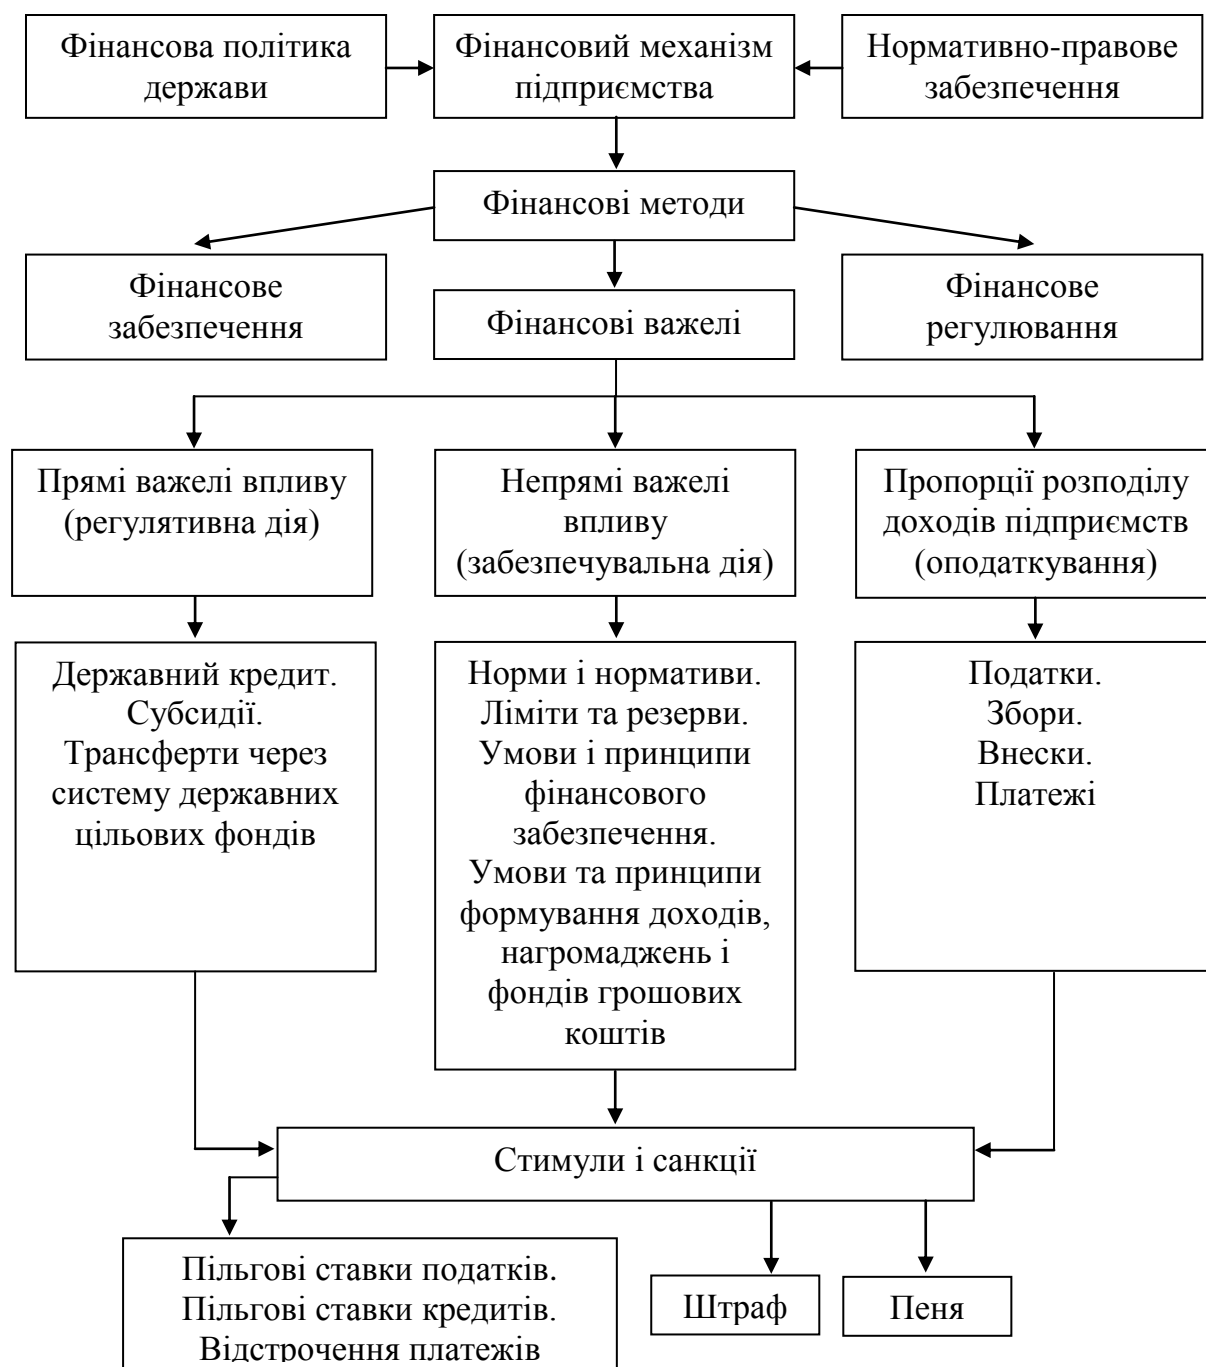 Фінансова політика
держави
Фінансовий механізм
підприємства
Нормативно-правове
забезпечення
Фінансові методи
Фінансове
забезпечення
Фінансові важелі
Фінансове
регулювання
Прямі важелі впливу
(регулятивна дія)
Непрямі важелі
впливу
(забезпечувальна дія)
Пропорції розподілу
доходів підприємств
(оподаткування)
Державний кредит.
Субсидії.
Трансферти через
систему державних
цільових фондів
Норми і нормативи.
Ліміти та резерви.
Умови і принципи
фінансового
забезпечення.
Умови та принципи
формування доходів,
нагромаджень і
фондів грошових
коштів
Податки.
Збори.
Внески.
Платежі
Стимули і санкції
Пільгові ставки податків.
Пільгові ставки кредитів.
Відстрочення платежів
Штраф
Пеня